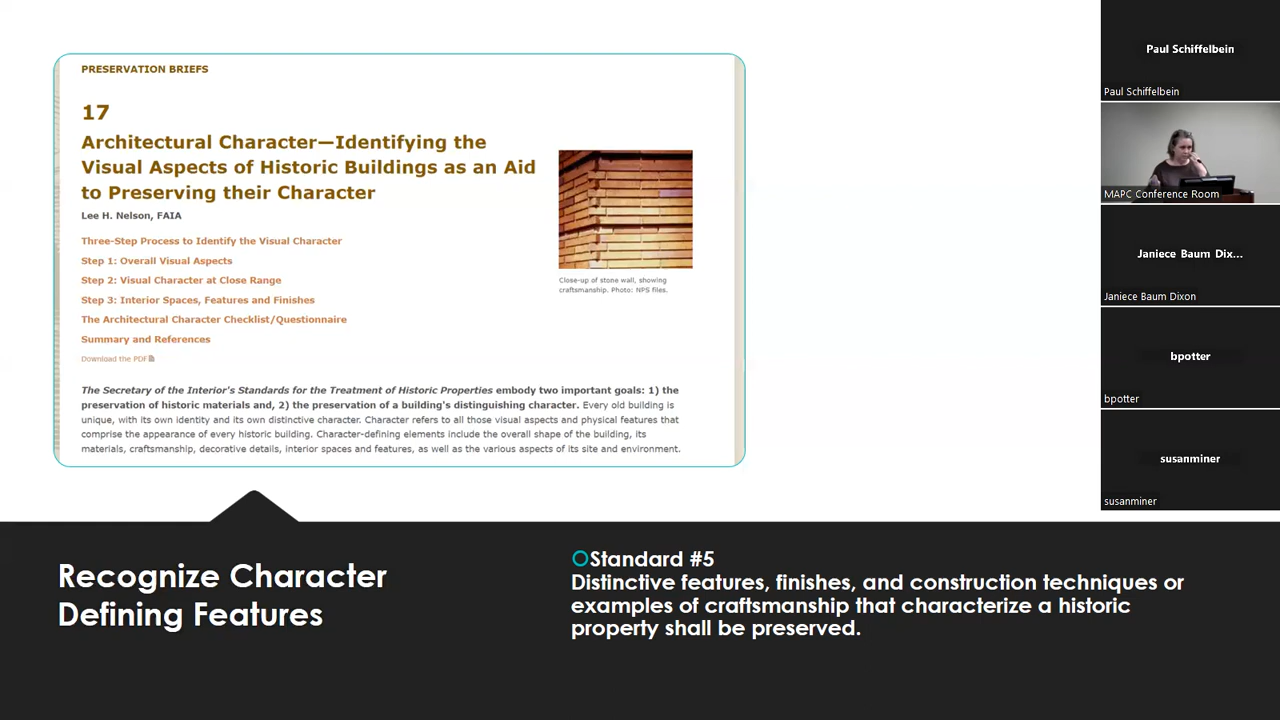 PRESERVATION BRIEFS
17
Architectural Character—Identifying the
Visual Aspects of Historic Buildings as an Aid
to Preserving their Character
Lee H. Nelson, FAIA
Three-Step Process to Identify the Visual Character
Step 1: Overall Visual Aspects
Step 2: Visual Character at Close Range
Step 3: Interior Spaces, Features and Finishes
The Architectural Character Checklist/Questionnaire
Summary and References
Download the PDF
Close-up of stone wall, showing
craftsmanship. Photo: NPS files.
The Secretary of the Interior's Standards for the Treatment of Historic Properties embody two important goals: 1) the
preservation of historic materials and, 2) the preservation of a building's distinguishing character. Every old building is
unique, with its own identity and its own distinctive character. Character refers to all those visual aspects and physical features that
comprise the appearance of every historic building. Character-defining elements include the overall shape of the building, its
materials, craftsmanship, decorative details, interior spaces and features, as well as the various aspects of its site and environment.
Recognize Character
Defining Features
Standard #5
Distinctive features, finishes, and construction techniques or
examples of craftsmanship that characterize a historic
property shall be preserved.
Paul Schiffelbein
Paul Schiffelbein
MAPC Conference Room
Janiece Baum Dix...
Janiece Baum Dixon
bpotter
bpotter
susanminer
susanminer